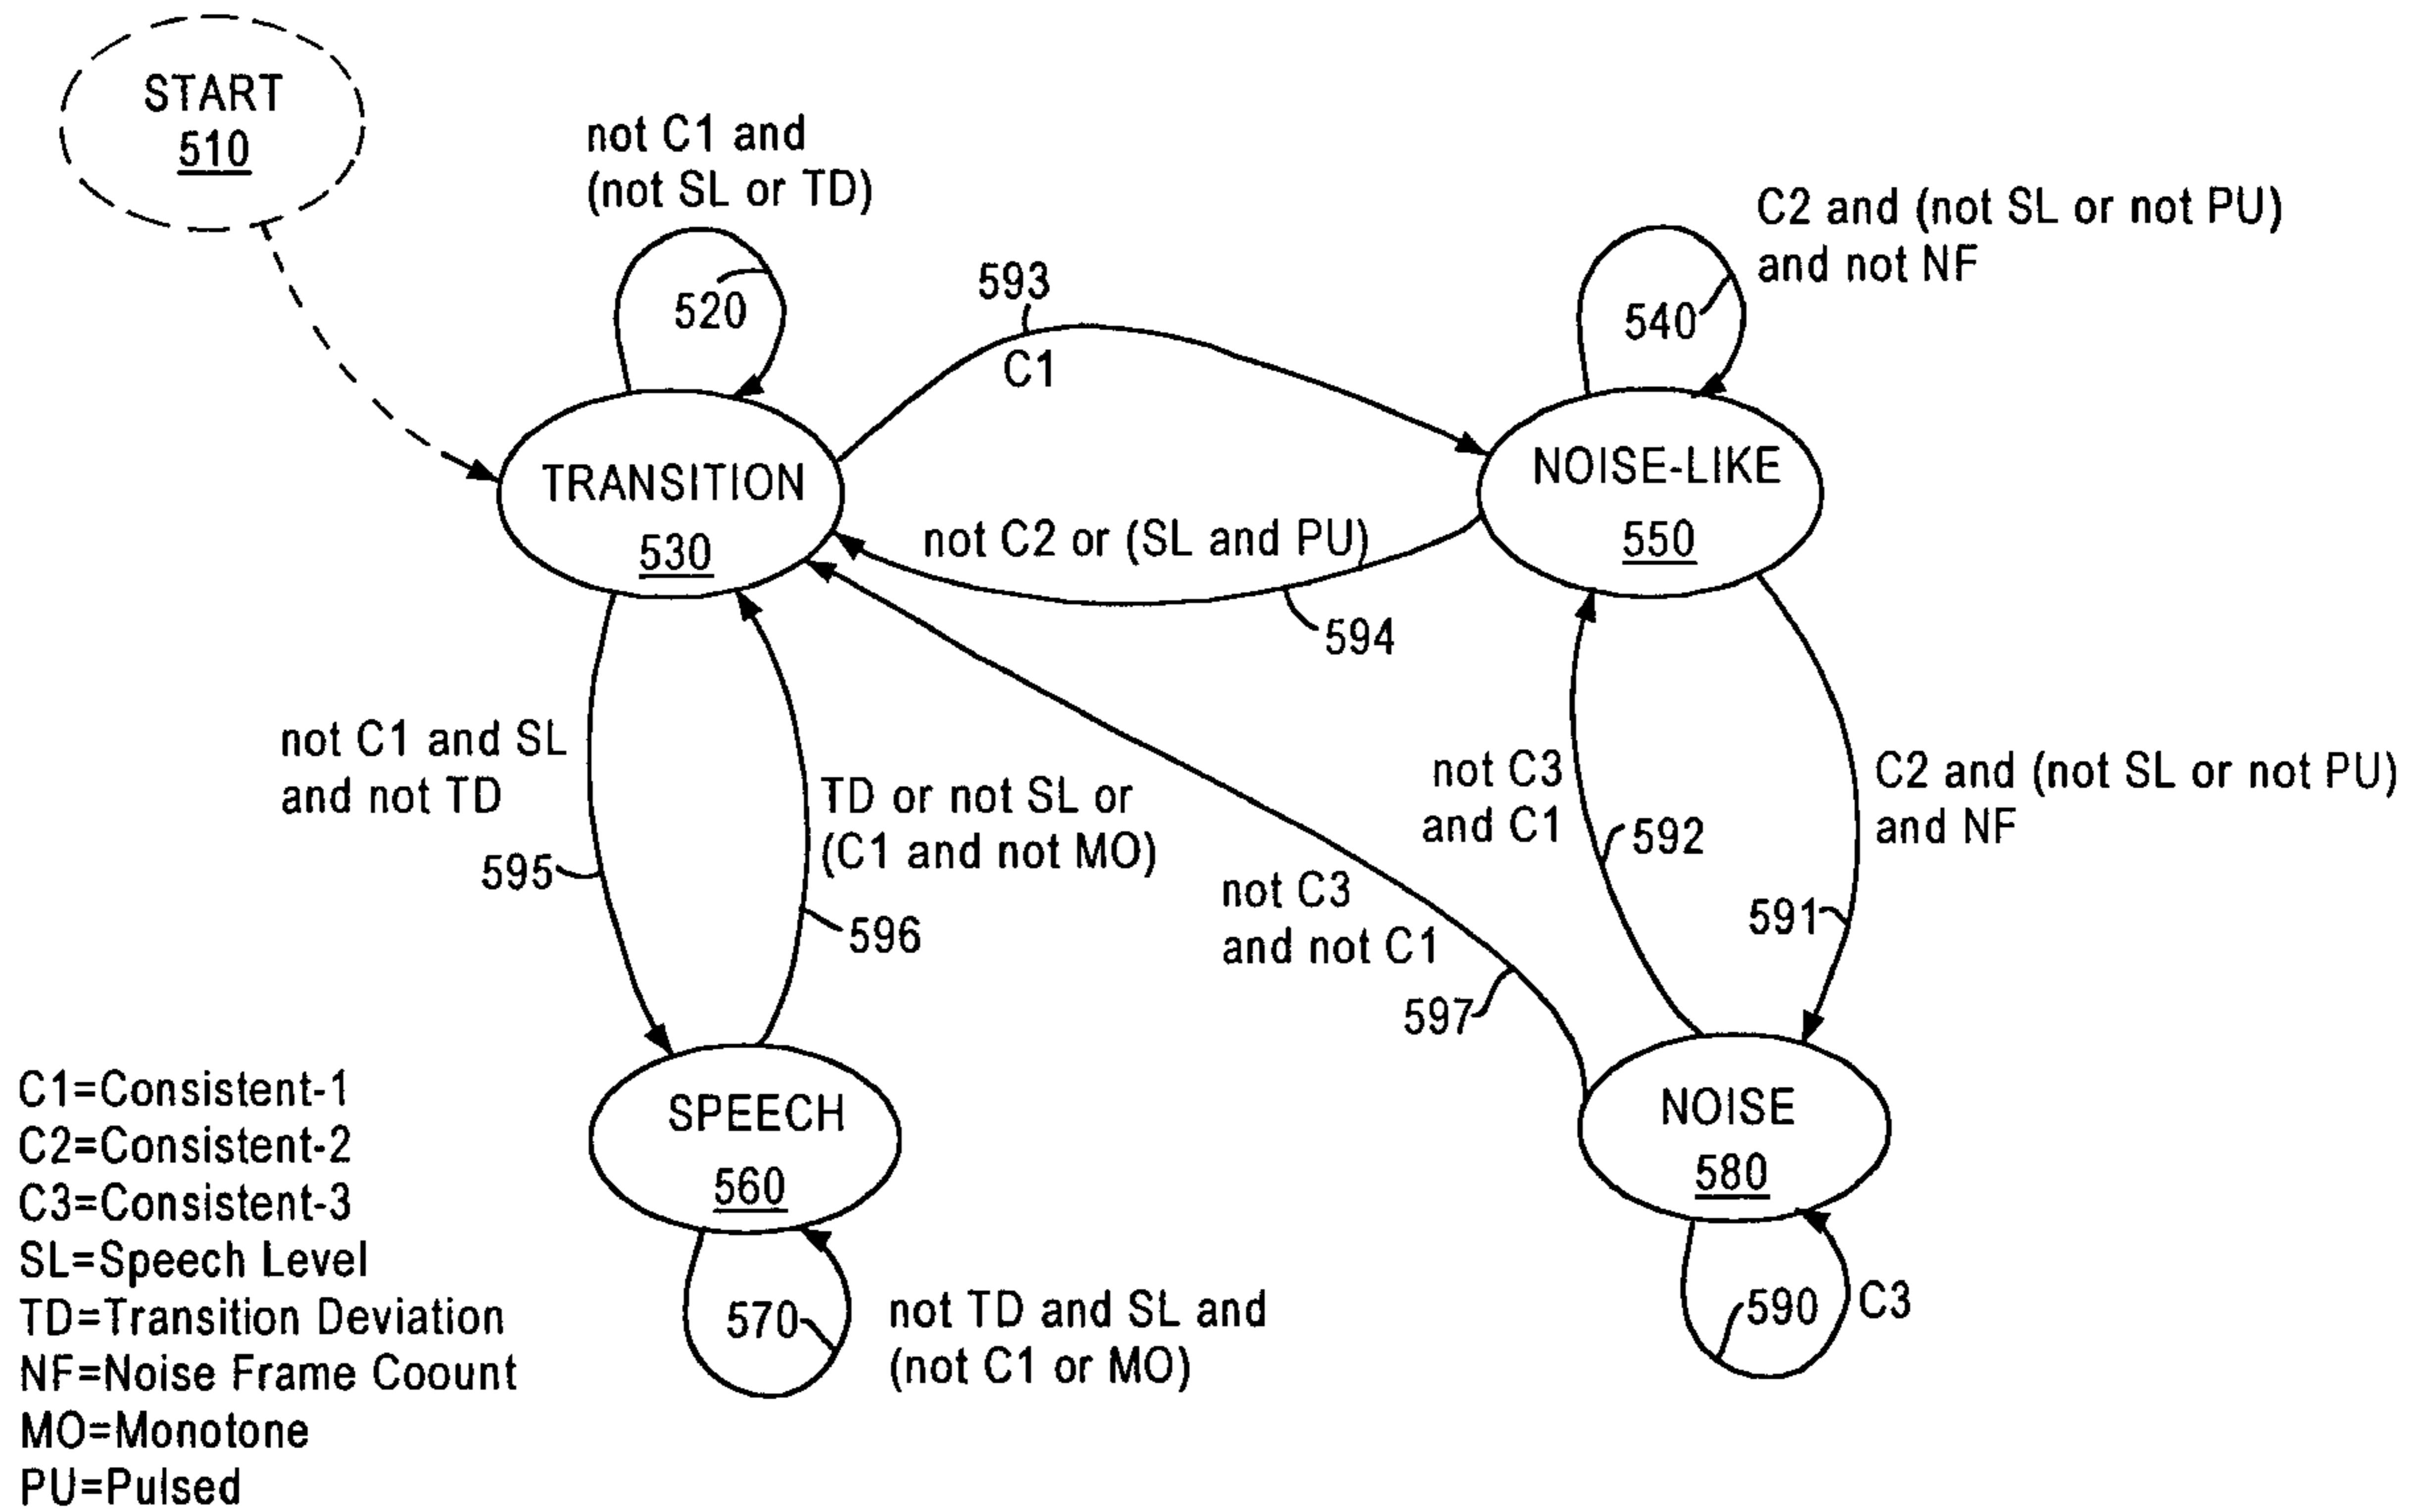 START
510
not C1 and
(not SL or TD)
520
593
C1
C2 and (not SL or not PU)
and not NF
540
TRANSITION
530
NOISE-LIKE
550
not C2 or (SL and PU)
594
not C1 and SL
and not TD
595
TD or not SL or
(C1 and not MO)
596
not C3
and C1
592
C2 and (not SL or not PU)
and NF
591
not C3
and not C1
597
SPEECH
560
NOISE
580
570
not TD and SL and
(not C1 or MO)
590
C3
C1=Consistent-1
C2=Consistent-2
C3=Consistent-3
SL=Speech Level
TD=Transition Deviation
NF=Noise Frame Coount
MO=Monotone
PU=Pulsed